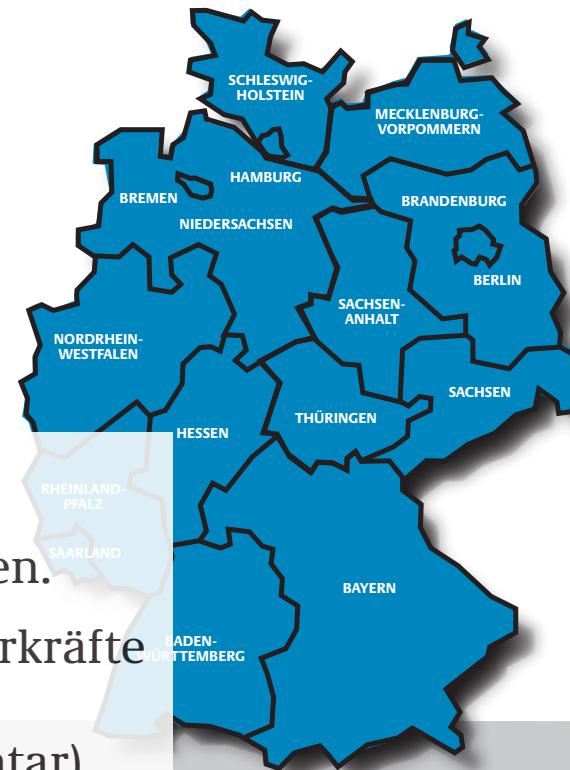 SCHLESWIG-
HOLSTEIN
MECKLENBURG-
VORPOMMERN
HAMBURG
BREMEN
BRANDENBURG
NIEDERSACHSEN
BERLIN
SACHSEN-
ANHALT
NORDRHEIN-
WESTFALEN
SACHSEN
THÜRINGEN
HESSEN
RHEINLAND-
PFALZ
SAARLAND
en.
BAYERN
rkräfte
BADEN-
WÜRTTEMBERG
ntar)